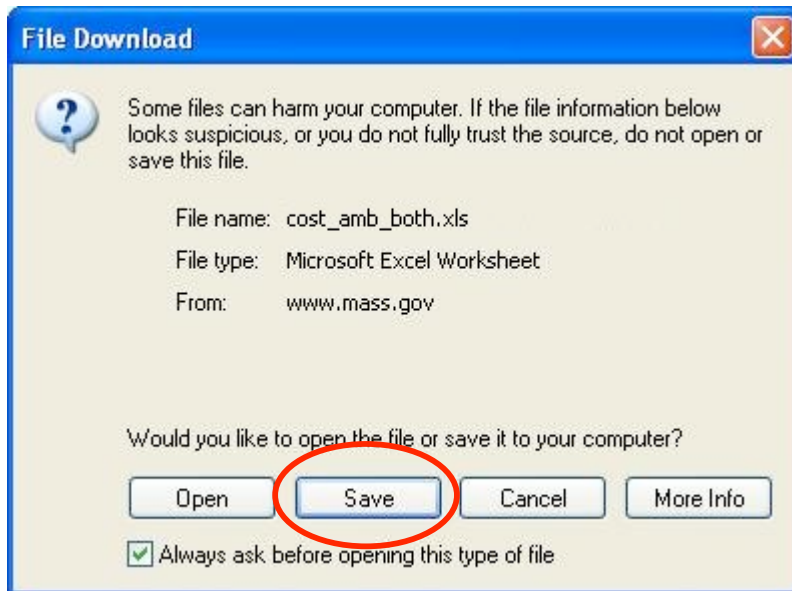 File Download
Some files can harm your computer. If the file information below
looks suspicious, or you do not fully trust the source, do not open or
save this file.
File name: cost_amb_both.xls
File type: Microsoft Excel Worksheet
From: www.mass.gov
Would you like to open the file or save it to your computer?
Open Save Cancel More Info
Always ask before opening this type of file